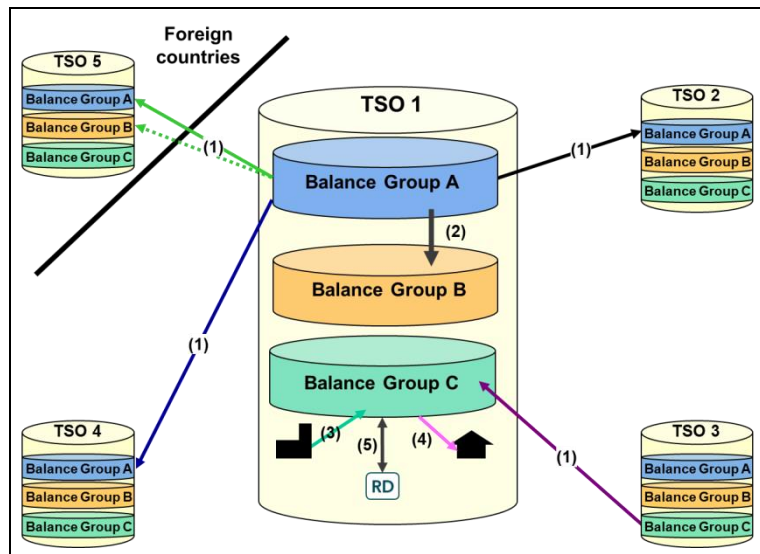 Foreign
countries
TSO 5
Balance Group A
Balance Group B
Balance Group C
(1)
TSO 1
Balance Group A
(2)
Balance Group B
Balance Group C
(3)
(5)
(4)
RD
(1)
TSO 2
Balance Group A
Balance Group B
Balance Group C
(1)
TSO 4
Balance Group A
Balance Group B
Balance Group C
(1)
TSO 3
Balance Group A
Balance Group B
Balance Group C